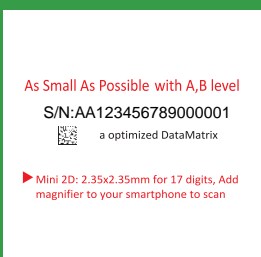 As Small As Possible with A,B level
S/N:AA123456789000001
a optimized DataMatrix
Mini 2D: 2.35x2.35mm for 17 digits, Add
magnifier to your smartphone to scan